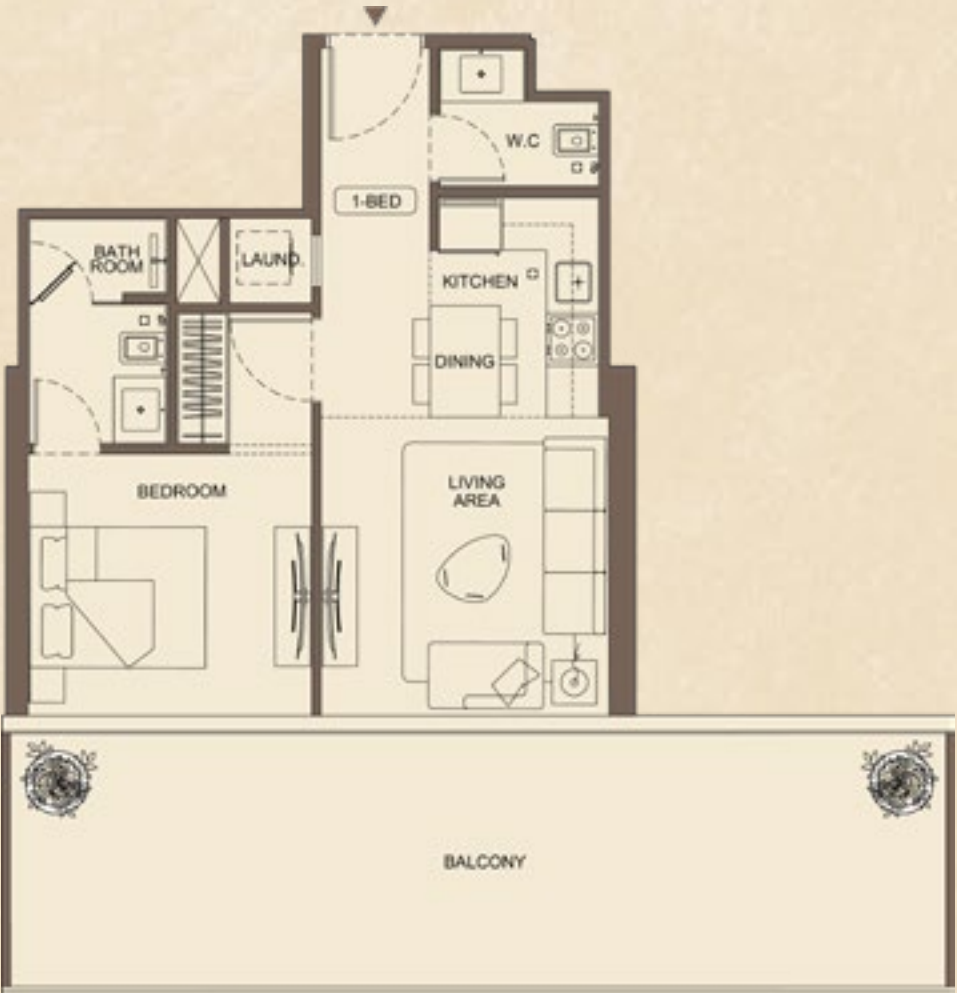 W.C
1-BED
BATH
ROOM
LAUND.
KITCHEN
DINING
LIVING
AREA
BEDROOM
BALCONY